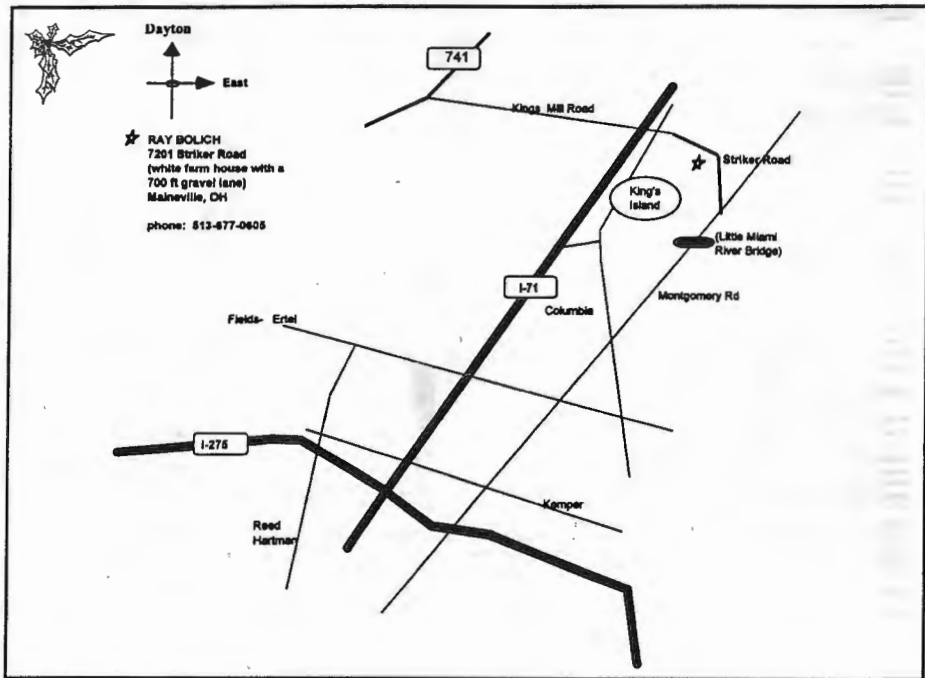 Dayton
East
RAY BOLICH
7201 Striker Road
(white farm house with a
700 ft gravel lane)
Maineville, OH
phone: 513-677-0605
741
Kings Mill Road
Striker Road
King's
Island
(Little Miami
River Bridge)
I-71
Columbia
Montgomery Rd
Fields- Ertel
I-275
Kemper
Reed
Hartman